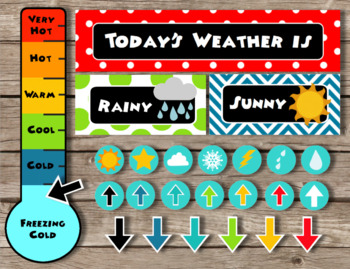 Very
Hot
Hot
Warm
Cool
Cold
Freezing
Cold
Today's Weather is
Rainy
Sunny